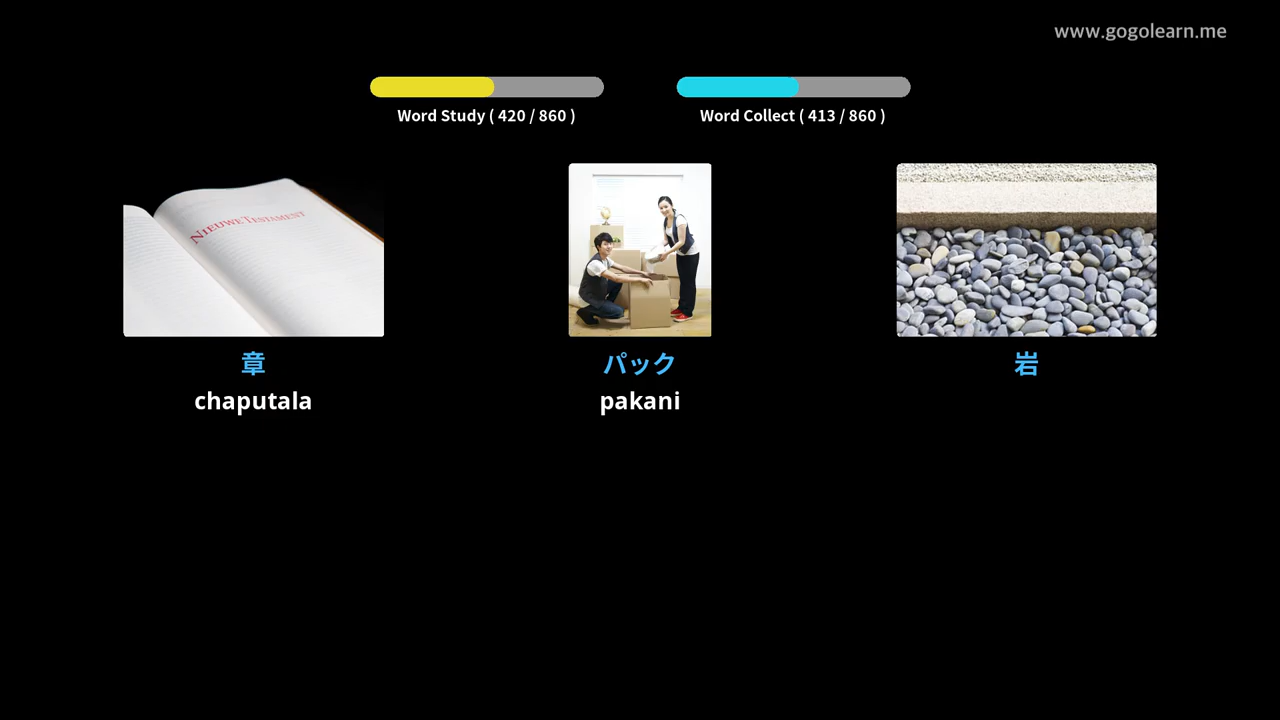 www.gogolearn.me
Word Study ( 420 / 860 )
Word Collect ( 413 / 860 )
NIEUWE TESTAMENT
章
パック
岩
chaputala
pakani